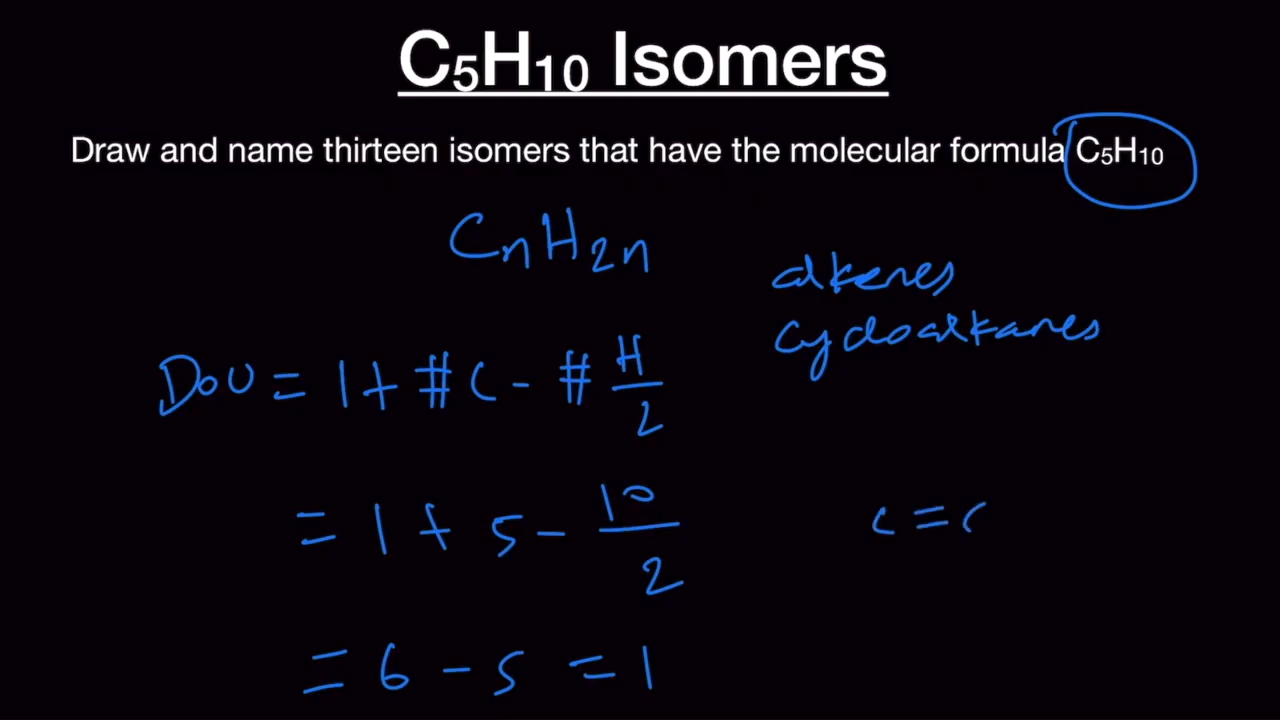 C₅H₁₀ Isomers
Draw and name thirteen isomers that have the molecular formula C₅H₁₀
CnH2n
alkenes
cycloalkanes
DoU = 1 + #C - # H/2
= 1 + 5 - 10/2
c = c
= 6 - 5 = 1